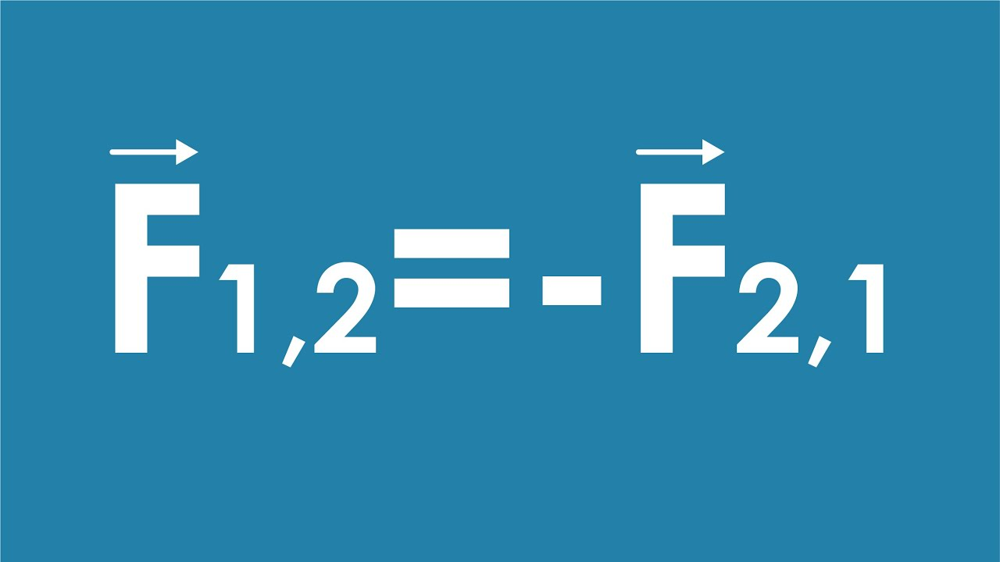 F⃗1,2= - F⃗2,1